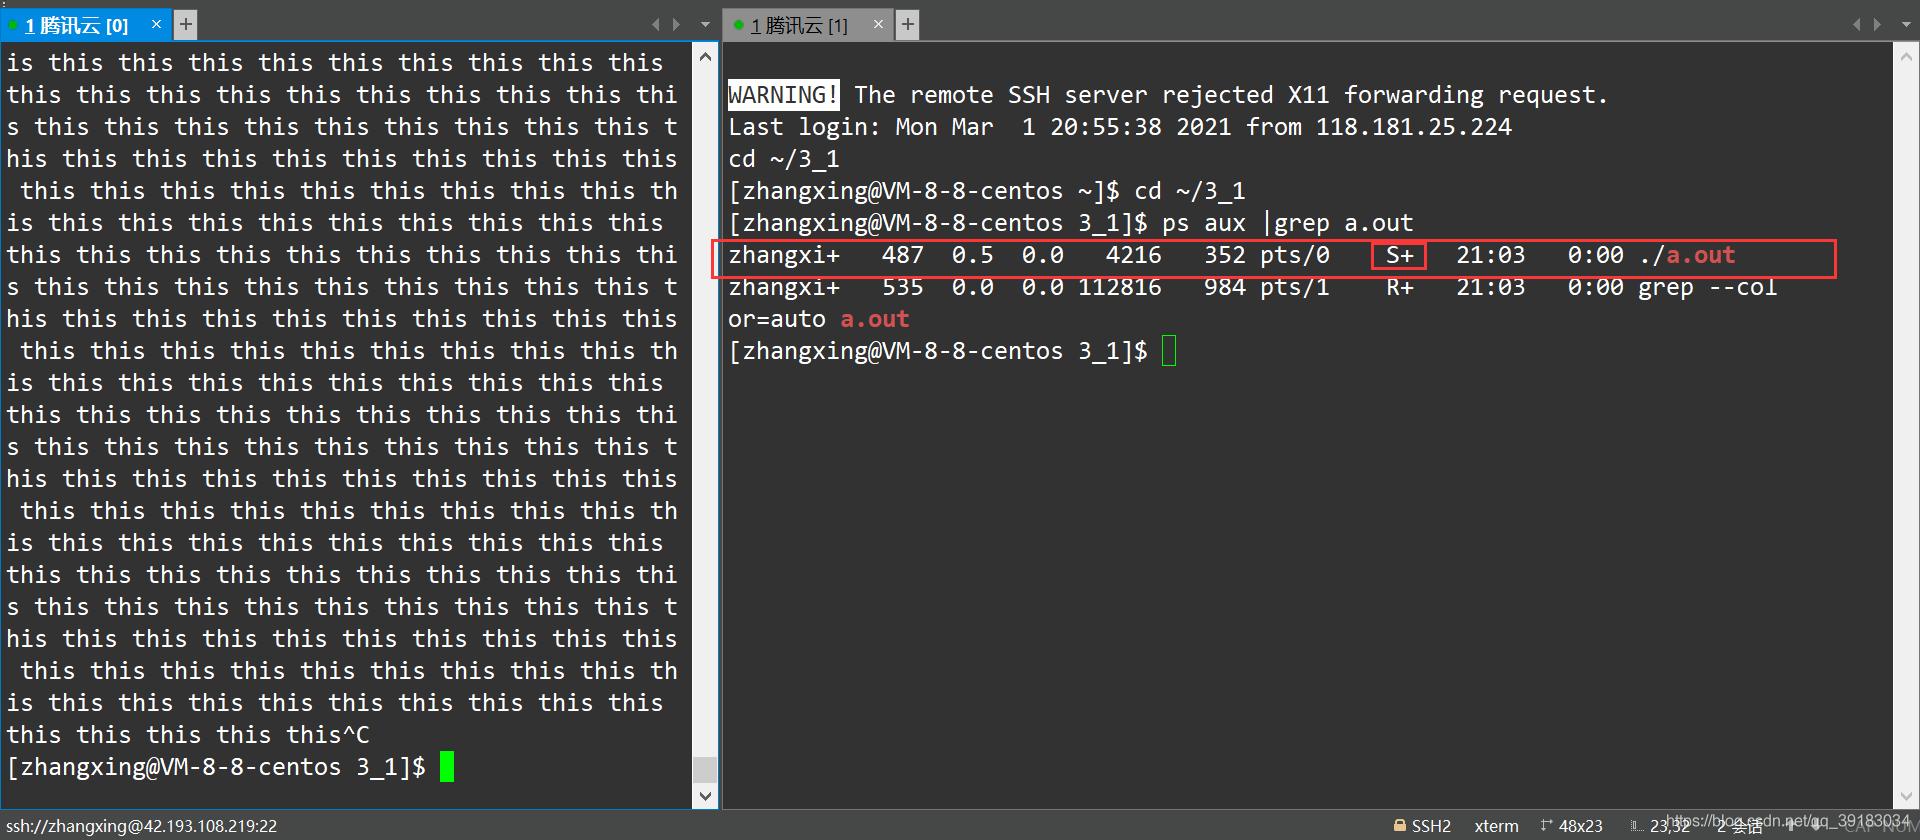 1 腾讯云 [0] × +
is this this this this this this this this this
this this this this this this this this this thi
s this this this this this this this this this t
his this this this this this this this this this
 this this this this this this this this this th
is this this this this this this this this this
this this this this this this this this this thi
s this this this this this this this this this t
his this this this this this this this this this
 this this this this this this this this this th
is this this this this this this this this this
this this this this this this this this this thi
s this this this this this this this this this t
his this this this this this this this this this
 this this this this this this this this this th
is this this this this this this this this this
this this this this this this this this this thi
s this this this this this this this this this t
his this this this this this this this this this
 this this this this this this this this this th
is this this this this this this this this this
this this this this this^C
[zhangxing@VM-8-8-centos 3_1]$
1 腾讯云 [1] × +
WARNING! The remote SSH server rejected X11 forwarding request.
Last login: Mon Mar  1 20:55:38 2021 from 118.181.25.224
cd ~/3_1
[zhangxing@VM-8-8-centos ~]$ cd ~/3_1
[zhangxing@VM-8-8-centos 3_1]$ ps aux |grep a.out
zhangxi+   487  0.5  0.0   4216   352 pts/0    S+   21:03   0:00 ./a.out
zhangxi+   535  0.0  0.0 112816   984 pts/1    R+   21:03   0:00 grep --col
or=auto a.out
[zhangxing@VM-8-8-centos 3_1]$
ssh://zhangxing@42.193.108.219:22
SSH2 xterm 48x23 23,32 2 会话 CAP NUM
https://blog.csdn.net/qq_39183034